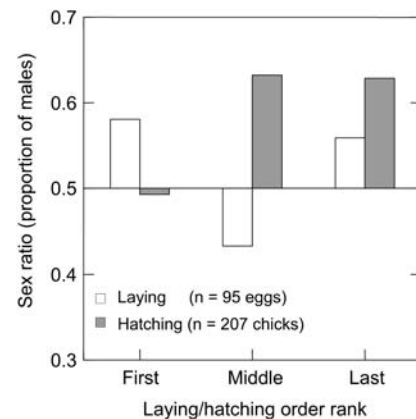 0.7
0.6
0.5
0.4
0.3
Sex ratio (proportion of males)
Laying (n = 95 eggs)
Hatching (n = 207 chicks)
First Middle Last
Laying/hatching order rank